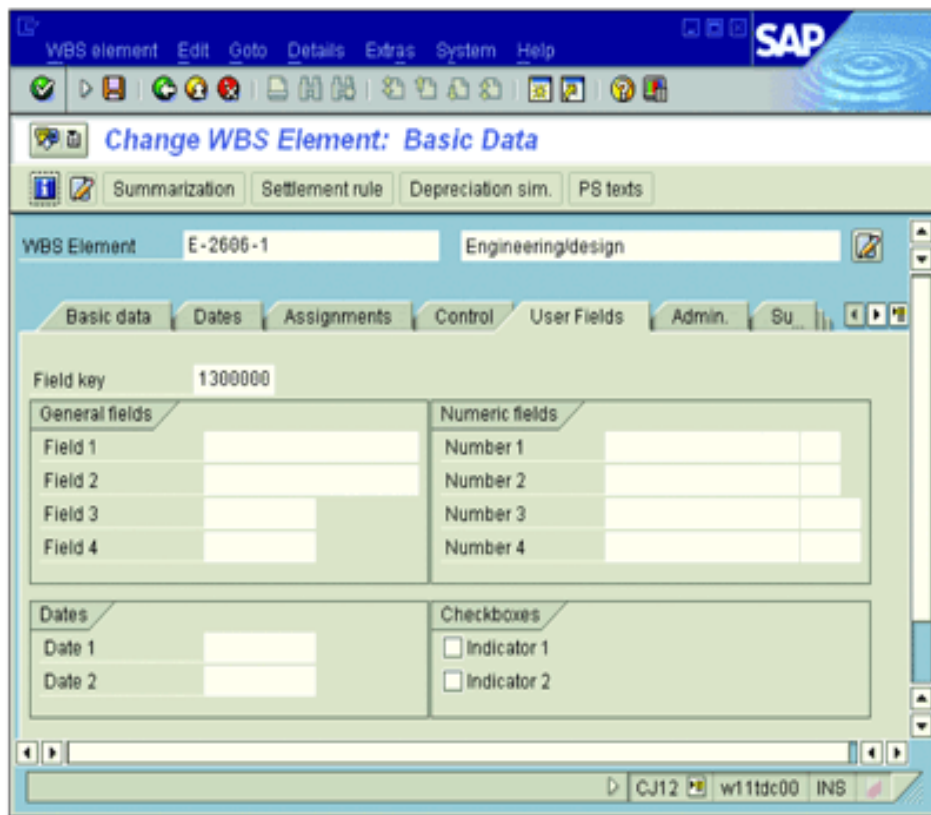 WBS element Edit Goto Details Extras System Help
SAP
Change WBS Element: Basic Data
Summarization Settlement rule Depreciation sim. PS texts
WBS Element E-2606-1 Engineering/design
Basic data Dates Assignments Control User Fields Admin. Su...
Field key 1300000
General fields Numeric fields
Field 1 Number 1
Field 2 Number 2
Field 3 Number 3
Field 4 Number 4
Dates Checkboxes
Date 1 Indicator 1
Date 2 Indicator 2
CJ12 w11tdc00 INS